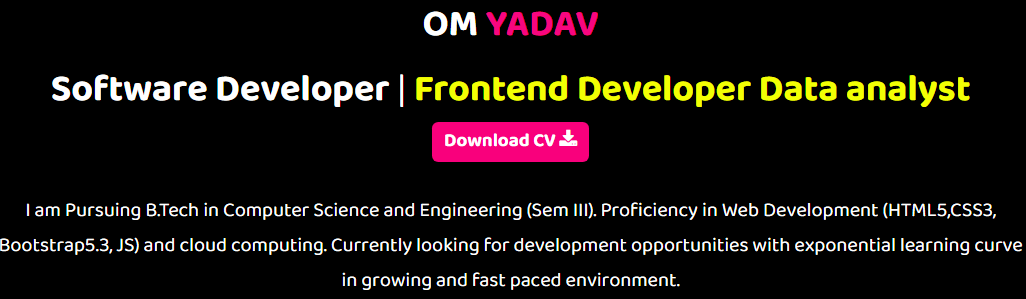 OM YADAV
Software Developer | Frontend Developer Data analyst
Download CV
I am Pursuing B.Tech in Computer Science and Engineering (Sem III). Proficiency in Web Development (HTML5,CSS3,
Bootstrap5.3, JS) and cloud computing. Currently looking for development opportunities with exponential learning curve
in growing and fast paced environment.